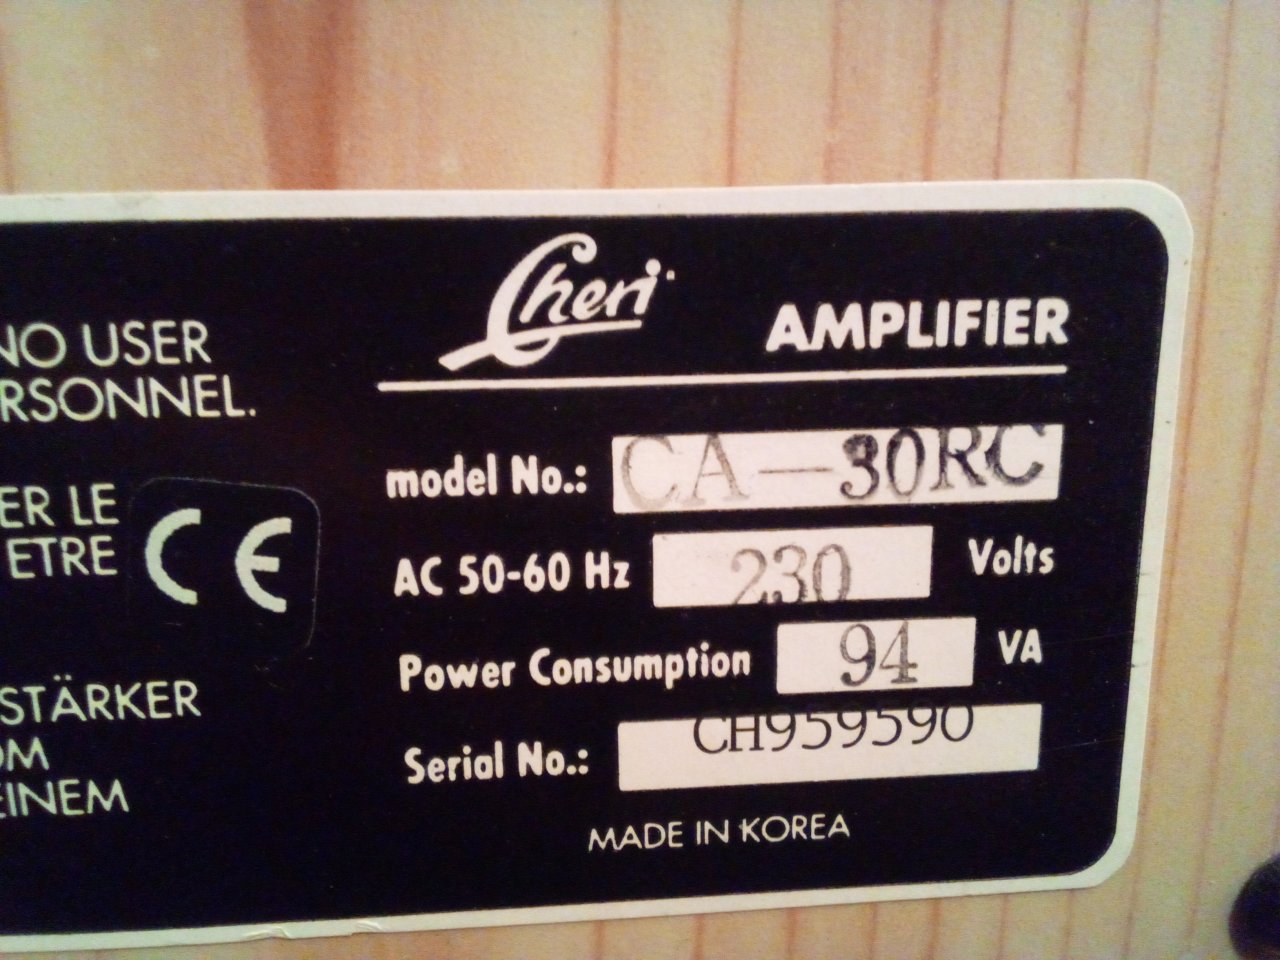 NO USER
RSONNEL.
ER LE
ETRE
CE
STÄRKER
OM
EINEM
Cheri
AMPLIFIER
model No.: CA-30RC
AC 50-60 Hz 230 Volts
Power Consumption 94 VA
Serial No.: CH959590
MADE IN KOREA